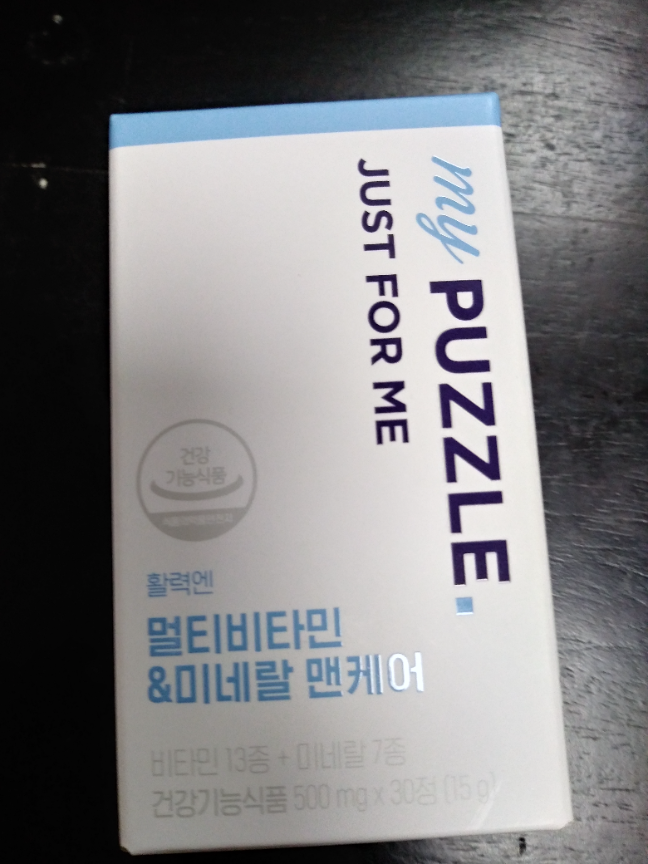 my PUZZLE.
JUST FOR ME
건강
기능식품
활력엔
멀티비타민
&미네랄 맨케어
비타민 13종 + 미네랄 7종
건강기능식품 500 mg x 30정 (15 g)